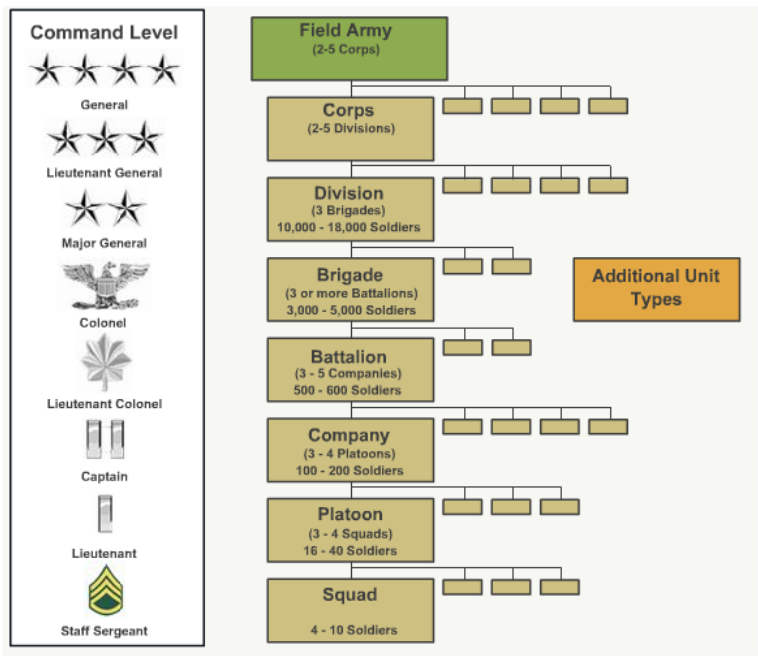 Command Level
General
Lieutenant General
Major General
Colonel
Lieutenant Colonel
Captain
Lieutenant
Staff Sergeant
Field Army
(2-5 Corps)
Corps
(2-5 Divisions)
Division
(3 Brigades)
10,000 - 18,000 Soldiers
Brigade
(3 or more Battalions)
3,000 - 5,000 Soldiers
Battalion
(3 - 5 Companies)
500 - 600 Soldiers
Company
(3 - 4 Platoons)
100 - 200 Soldiers
Platoon
(3 - 4 Squads)
16 - 40 Soldiers
Squad
4 - 10 Soldiers
Additional Unit
Types